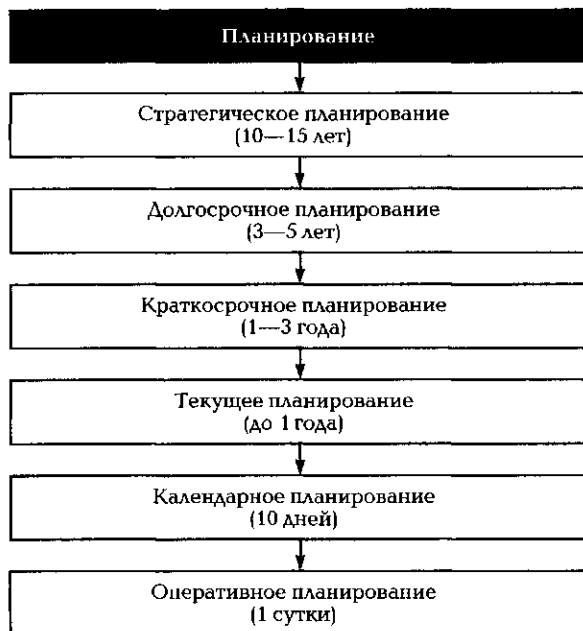 Планирование
Стратегическое планирование
(10—15 лет)
Долгосрочное планирование
(3—5 лет)
Краткосрочное планирование
(1—3 года)
Текущее планирование
(до 1 года)
Календарное планирование
(10 дней)
Оперативное планирование
(1 сутки)